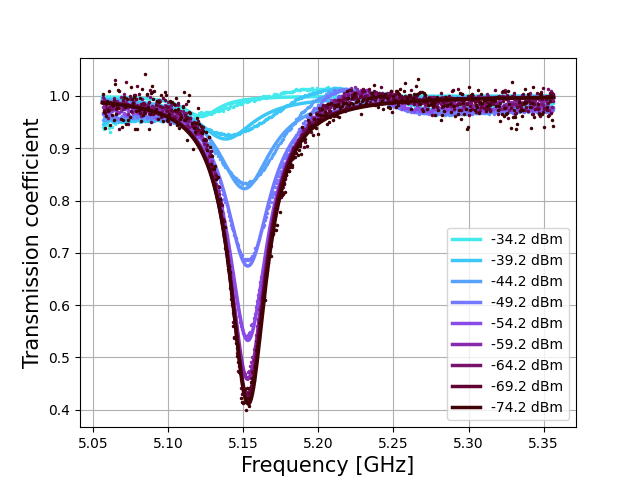 Transmission coefficient
1.0
0.9
0.8
0.7
0.6
0.5
0.4
5.05 5.10 5.15 5.20 5.25 5.30 5.35
Frequency [GHz]
-34.2 dBm
-39.2 dBm
-44.2 dBm
-49.2 dBm
-54.2 dBm
-59.2 dBm
-64.2 dBm
-69.2 dBm
-74.2 dBm